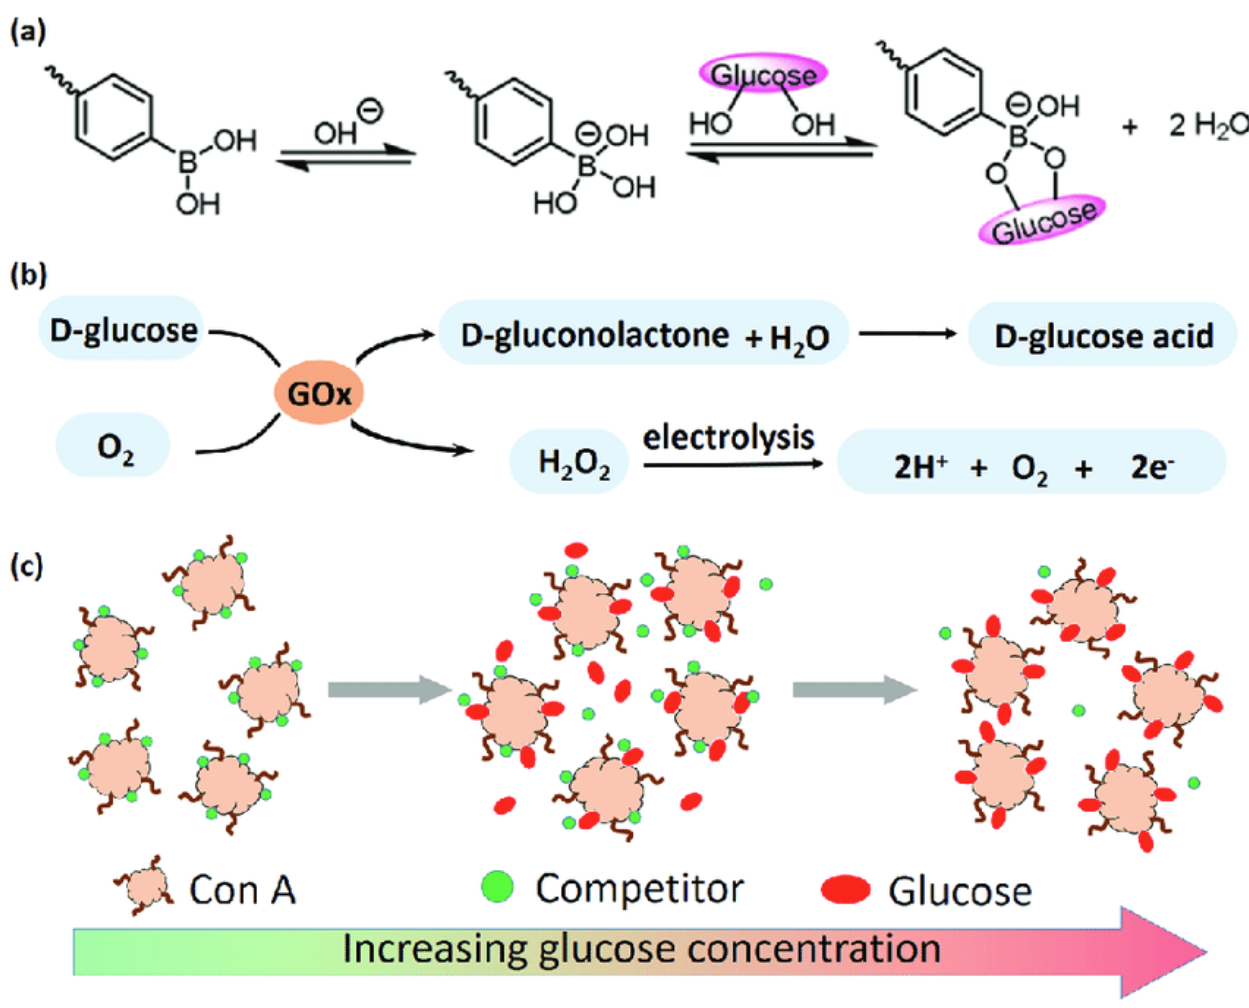 (a)
OH
B
OH
OH⊖
⊖OH
B
OH
HO
Glucose
HO
OH
⊖OH
B
O
O
Glucose
+ 2 H₂O
(b)
D-glucose
O₂
GOx
D-gluconolactone + H₂O
D-glucose acid
H₂O₂
electrolysis
2H⁺ + O₂ + 2e⁻
(c)
Con A
Competitor
Glucose
Increasing glucose concentration